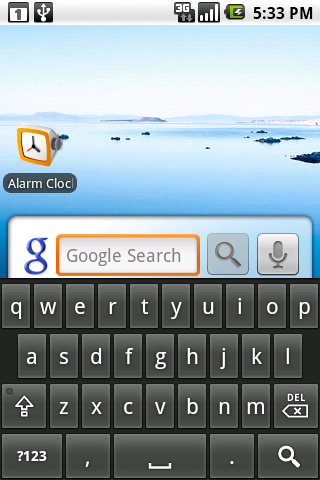 1 3G 5:33 PM
Alarm Cloc
g Google Search
q w e r t y u i o p
a s d f g h j k l
z x c v b n m DEL
?123 , .